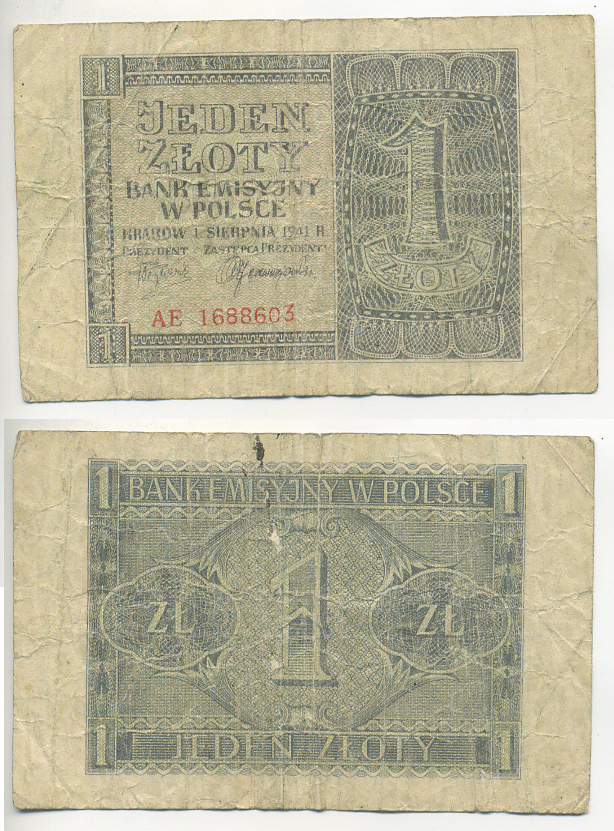 1
JEDEN
ZŁOTY
BANK EMISYJNY
W POLSCE
KRAKÓW 1. SIERPNIA 1941 R.
PREZYDENT ZASTĘPCA PREZYDENTA
AE 1688603
1
1
ZŁOTY
1 BANK EMISYJNY W POLSCE 1
ZŁ 1 ZŁ
1 JEDEN ZŁOTY 1